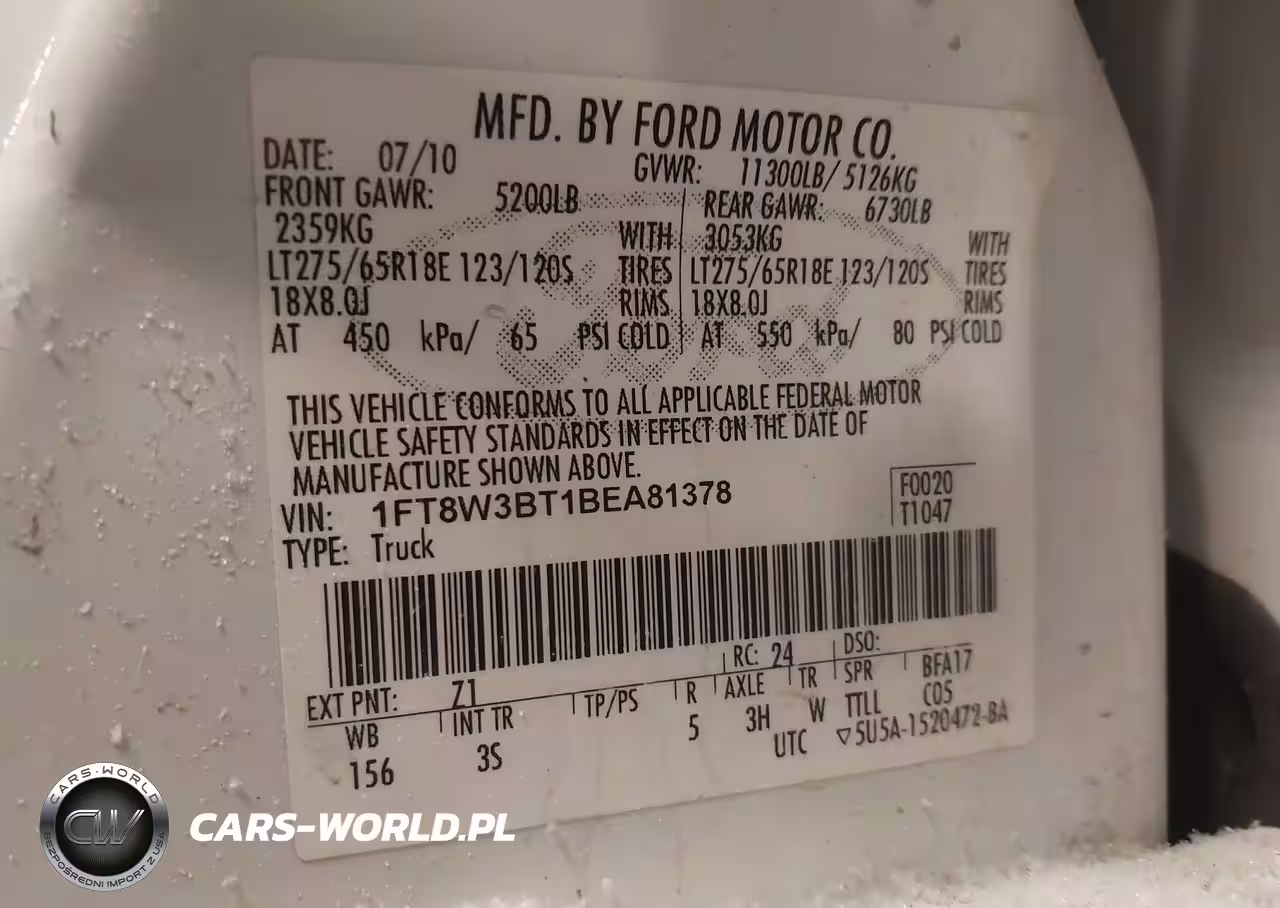 MFD. BY FORD MOTOR CO.
DATE: 07/10 GVWR: 11300LB/ 5126KG
FRONT GAWR: 5200LB REAR GAWR: 6730LB
2359KG WITH 3053KG WITH
LT275/65R18E 123/120S TIRES LT275/65R18E 123/120S TIRES
18X8.0J RIMS 18X8.0J RIMS
AT 450 kPa/ 65 PSI COLD AT 550 kPa/ 80 PSI COLD
THIS VEHICLE CONFORMS TO ALL APPLICABLE FEDERAL MOTOR
VEHICLE SAFETY STANDARDS IN EFFECT ON THE DATE OF
MANUFACTURE SHOWN ABOVE.
VIN: 1FT8W3BT1BEA81378
F0020
T1047
TYPE: Truck
RC: 24 DSO:
EXT PNT: Z1 BFA17
WB INT TR TP/PS R AXLE TR SPR C05
156 3S 5 3H W TTLL
UTC ▽5U5A-1520472-BA
CARS-WORLD
CW
BEZPOŚREDNI IMPORT Z USA
CARS-WORLD.PL